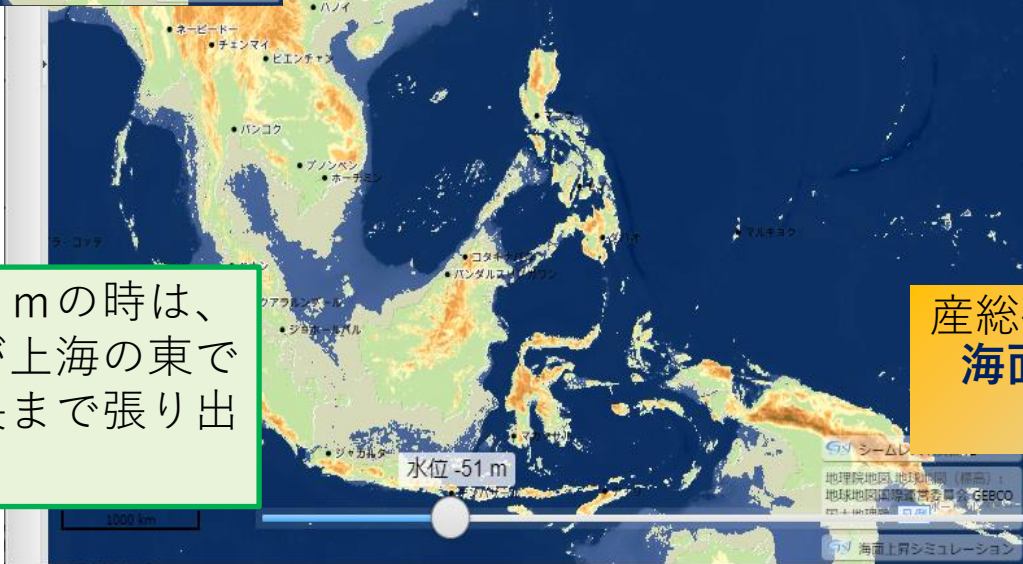 ハノイ
ネーピードー
チェンマイ
ビエンチャン
バンコク
プノンペン
ホーチミン
マルキョク
コタキナバル
バンダルスリブガワン
クアラルンプール
ジョホールバル
ｍの時は、
が上海の東で
まで張り出
産総
海面
ジャカルタ
水位 -51 m
1000 km
シームレ
地理院地図, 地球地図（標高）:
地球地図国際運営委員会 GEBCO
国土地理院 凡例
海面上昇シミュレーション